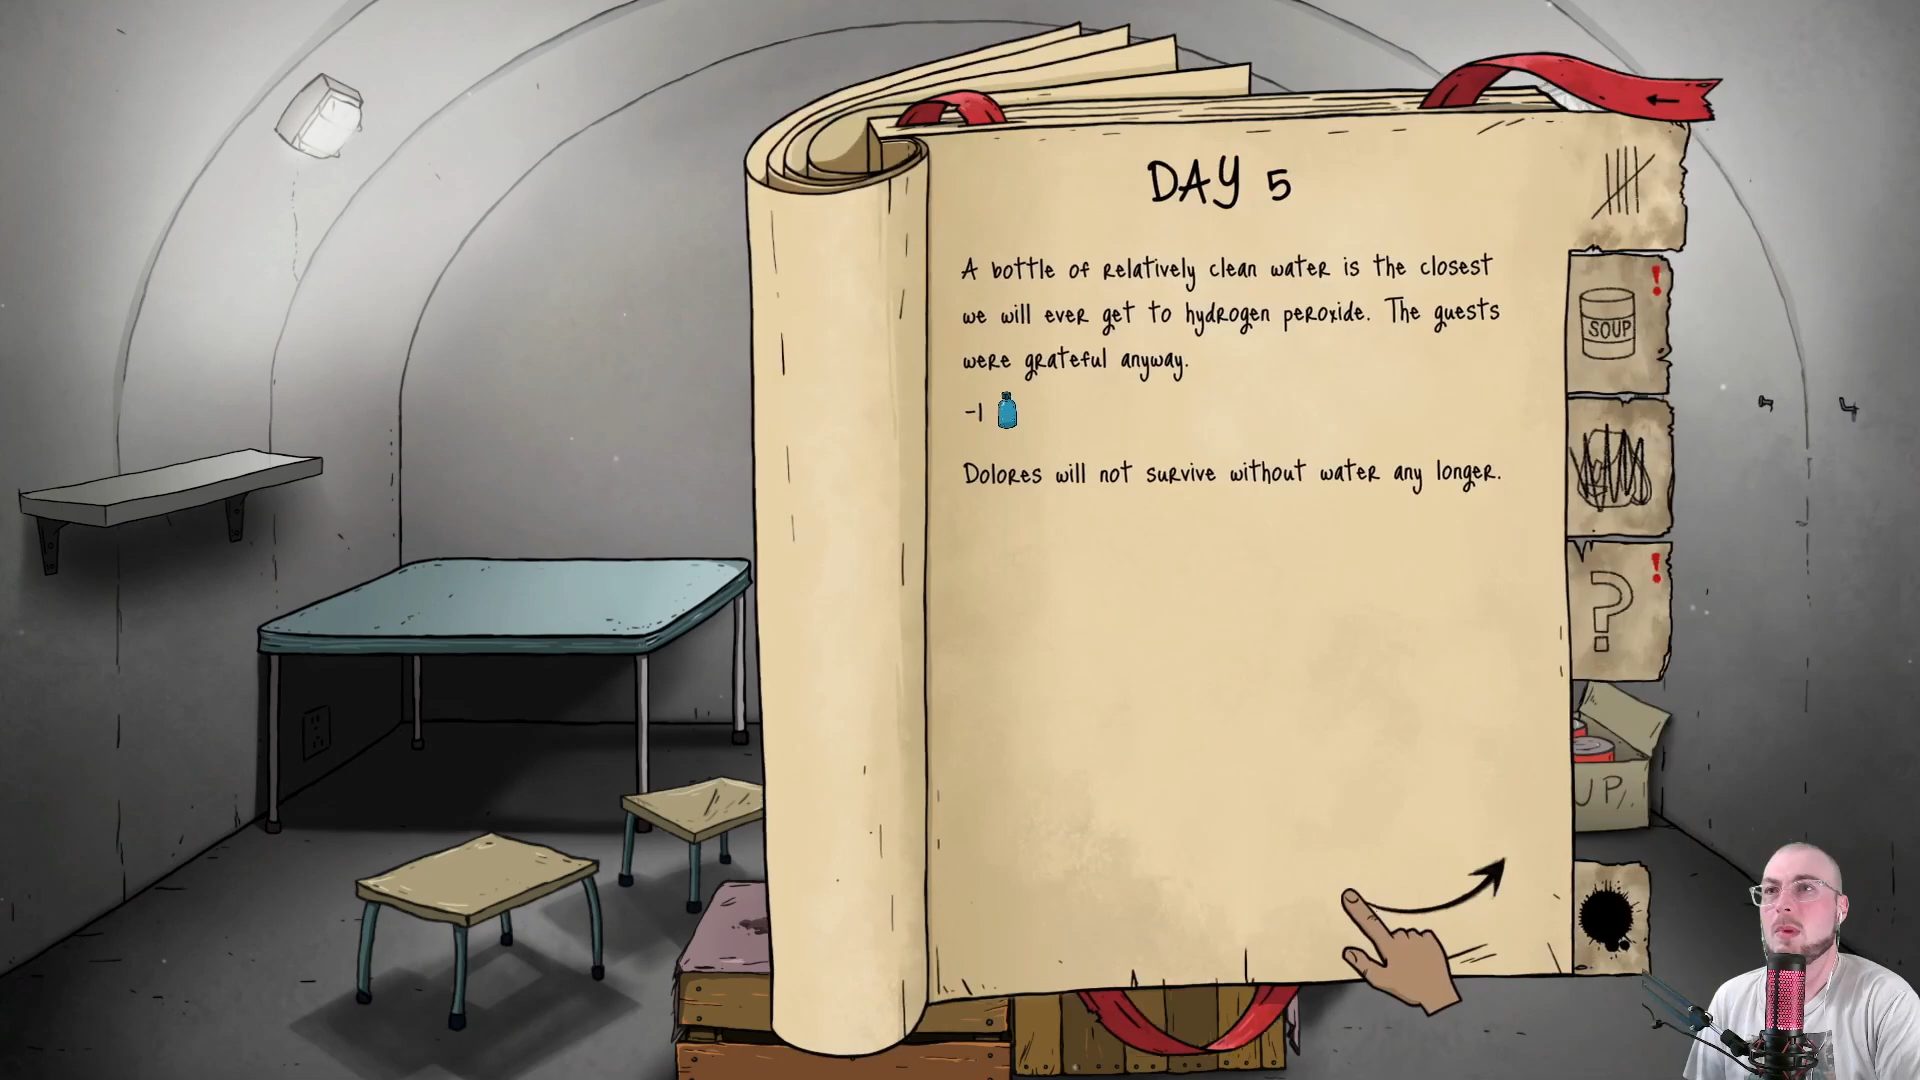 DAY 5
A bottle of relatively clean water is the closest
we will ever get to hydrogen peroxide. The guests
were grateful anyway.
-1
Dolores will not survive without water any longer.
!
SOUP
!
?
UP